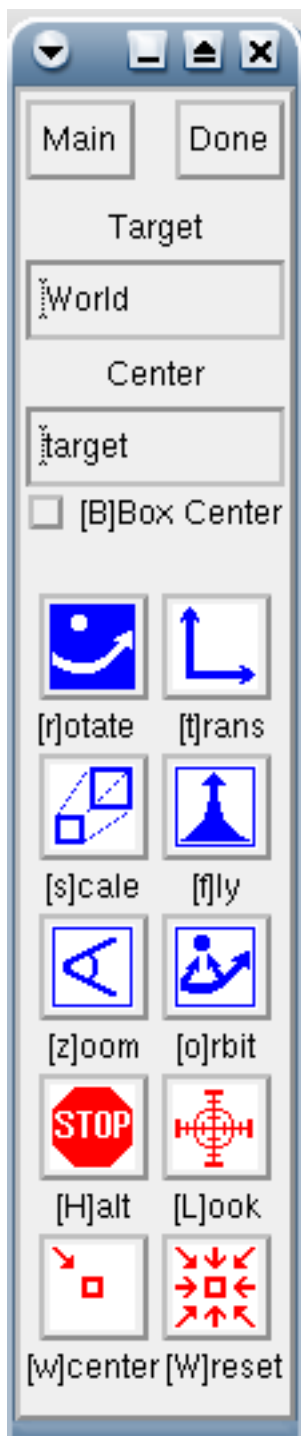 Main Done
Target
World
Center
target
[B]Box Center
[r]otate [t]rans
[s]cale [f]ly
[z]oom [o]rbit
STOP
[H]alt [L]ook
[w]center [W]reset